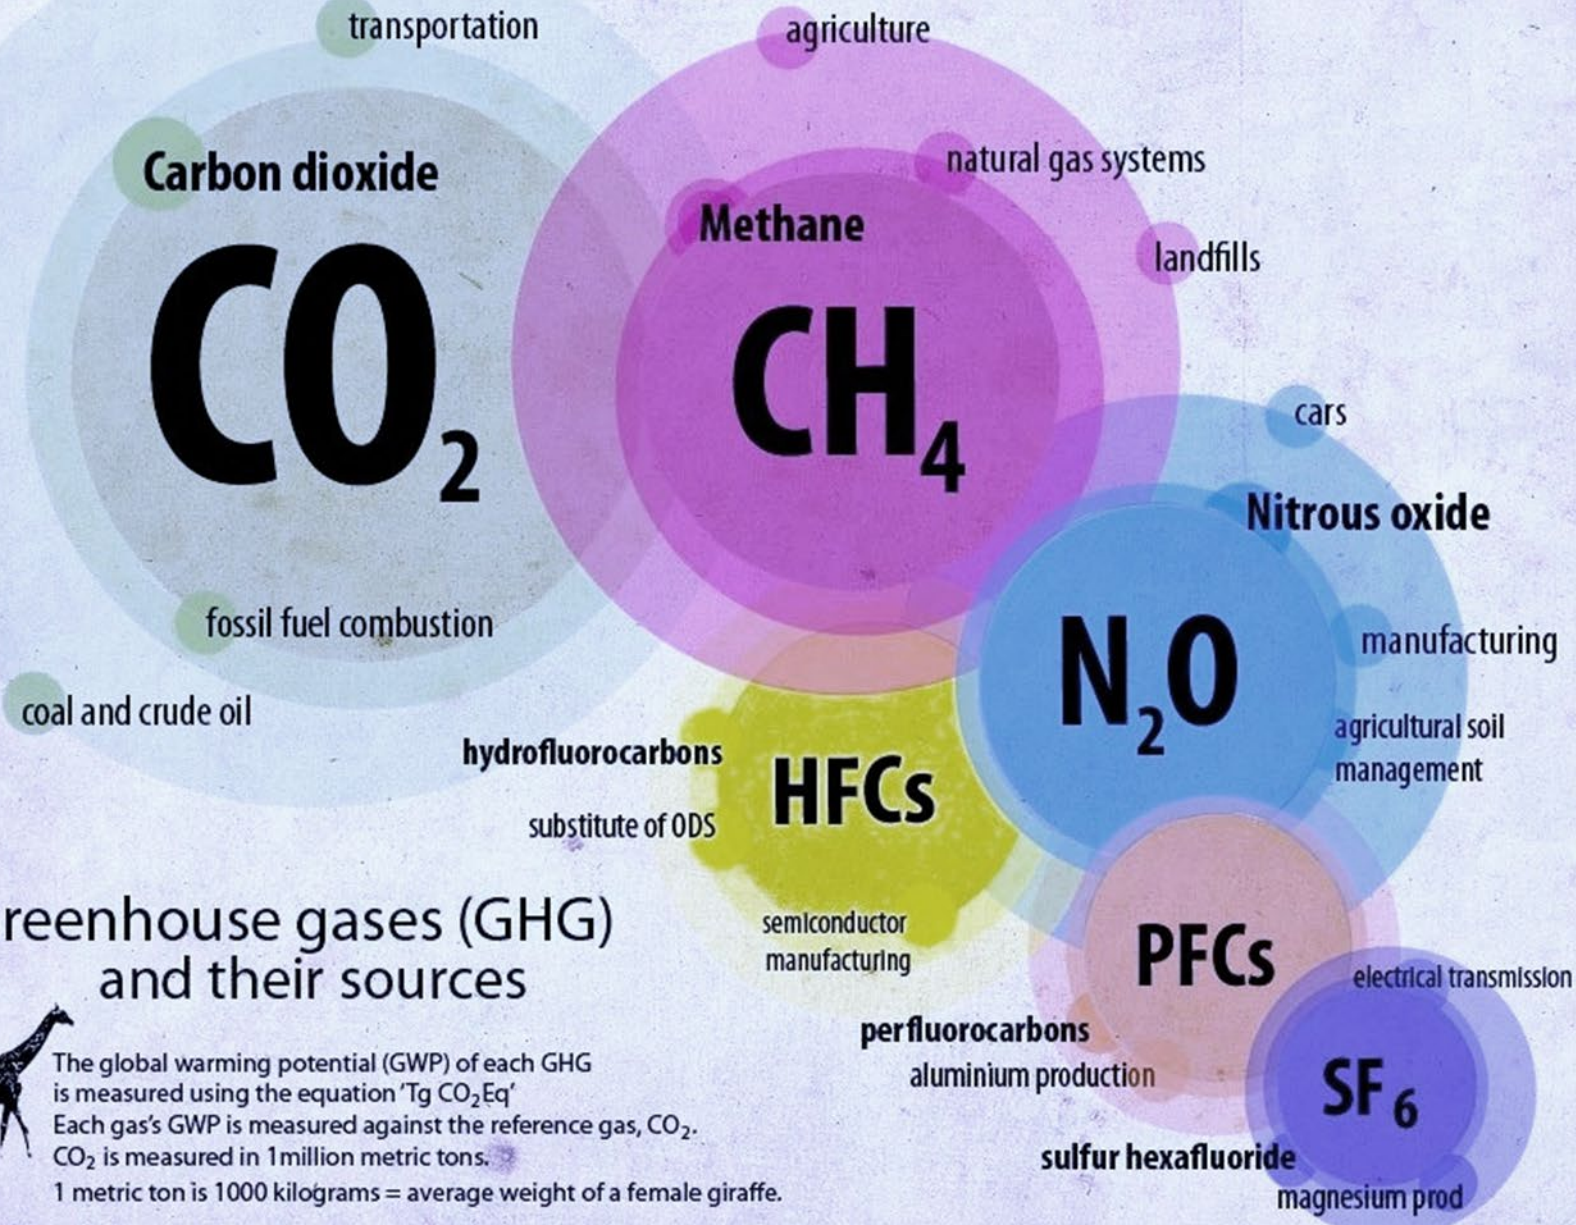 transportation
Carbon dioxide
CO₂
fossil fuel combustion
coal and crude oil
agriculture
natural gas systems
landfills
Methane
CH₄
cars
Nitrous oxide
N₂O
manufacturing
agricultural soil
management
hydrofluorocarbons
HFCs
substitute of ODS
semiconductor
manufacturing
PFCs
perfluorocarbons
aluminium production
electrical transmission
SF₆
sulfur hexafluoride
magnesium prod
reenhouse gases (GHG)
and their sources
The global warming potential (GWP) of each GHG
is measured using the equation 'Tg CO₂Eq'
Each gas's GWP is measured against the reference gas, CO₂.
CO₂ is measured in 1million metric tons.
1 metric ton is 1000 kilograms = average weight of a female giraffe.